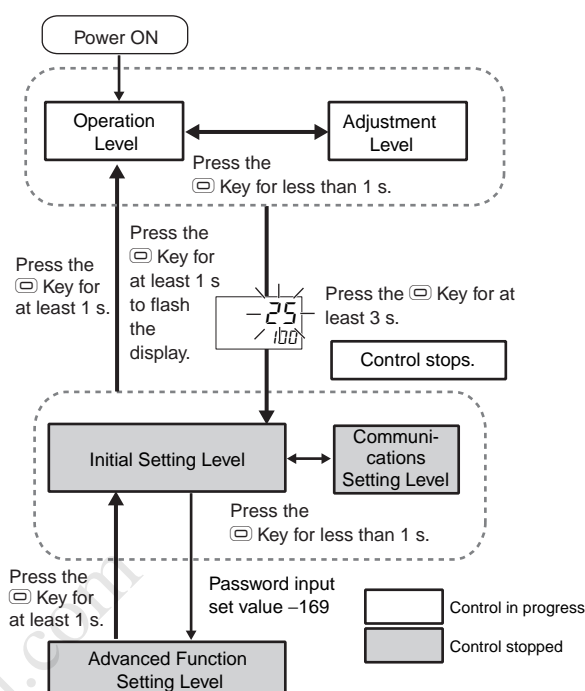 Power ON
Operation
Level
Adjustment
Level
Press the
Key for less than 1 s.
Press the
Key for
at least 1 s.
Press the
Key for
at least 1 s
to flash
the
display.
25
100
Press the Key for at
least 3 s.
Control stops.
Initial Setting Level
Communi-
cations
Setting Level
Press the
Key for less than 1 s.
Press the
Key for
at least 1 s.
Password input
set value –169
Control in progress
Control stopped
Advanced Function
Setting Level